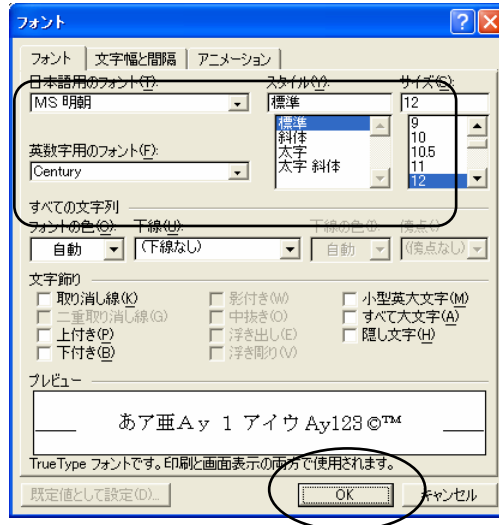 フォント
フォント 文字幅と間隔 アニメーション
日本語用のフォント(T): スタイル(Y): サイズ(S):
MS 明朝 標準 12
標準 9
斜体 10
太字 10.5
太字 斜体 11
12
英数字用のフォント(F):
Century
すべての文字列
フォントの色(O): 下線(U): 下線の色(I): 傍点(:)
自動 (下線なし) 自動 (傍点なし)
文字飾り
取り消し線(K) 影付き(W) 小型英大文字(M)
二重取り消し線(G) 中抜き(O) すべて大文字(A)
上付き(P) 浮き出し(E) 隠し文字(H)
下付き(B) 浮き彫り(V)
プレビュー
あア亜Ay 1 アイウ Ay123 ©™
TrueType フォントです。印刷と画面表示の両方で使用されます。
既定値として設定(D)... OK キャンセル